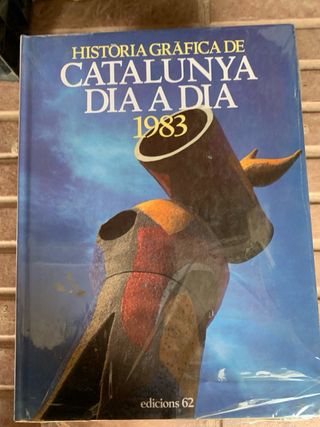 HISTÒRIA GRÀFICA DE
CATALUNYA
DIA A DIA
1983
edicions 62